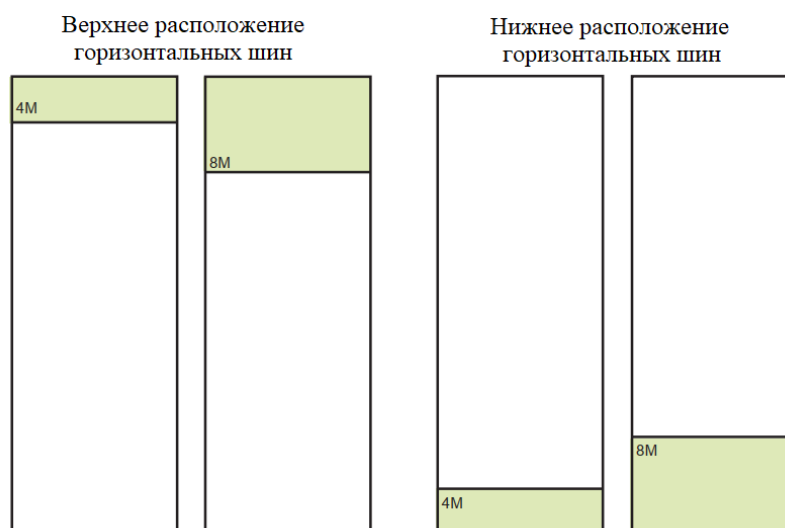 Верхнее расположение
горизонтальных шин
Нижнее расположение
горизонтальных шин
4M
8M
4M
8M